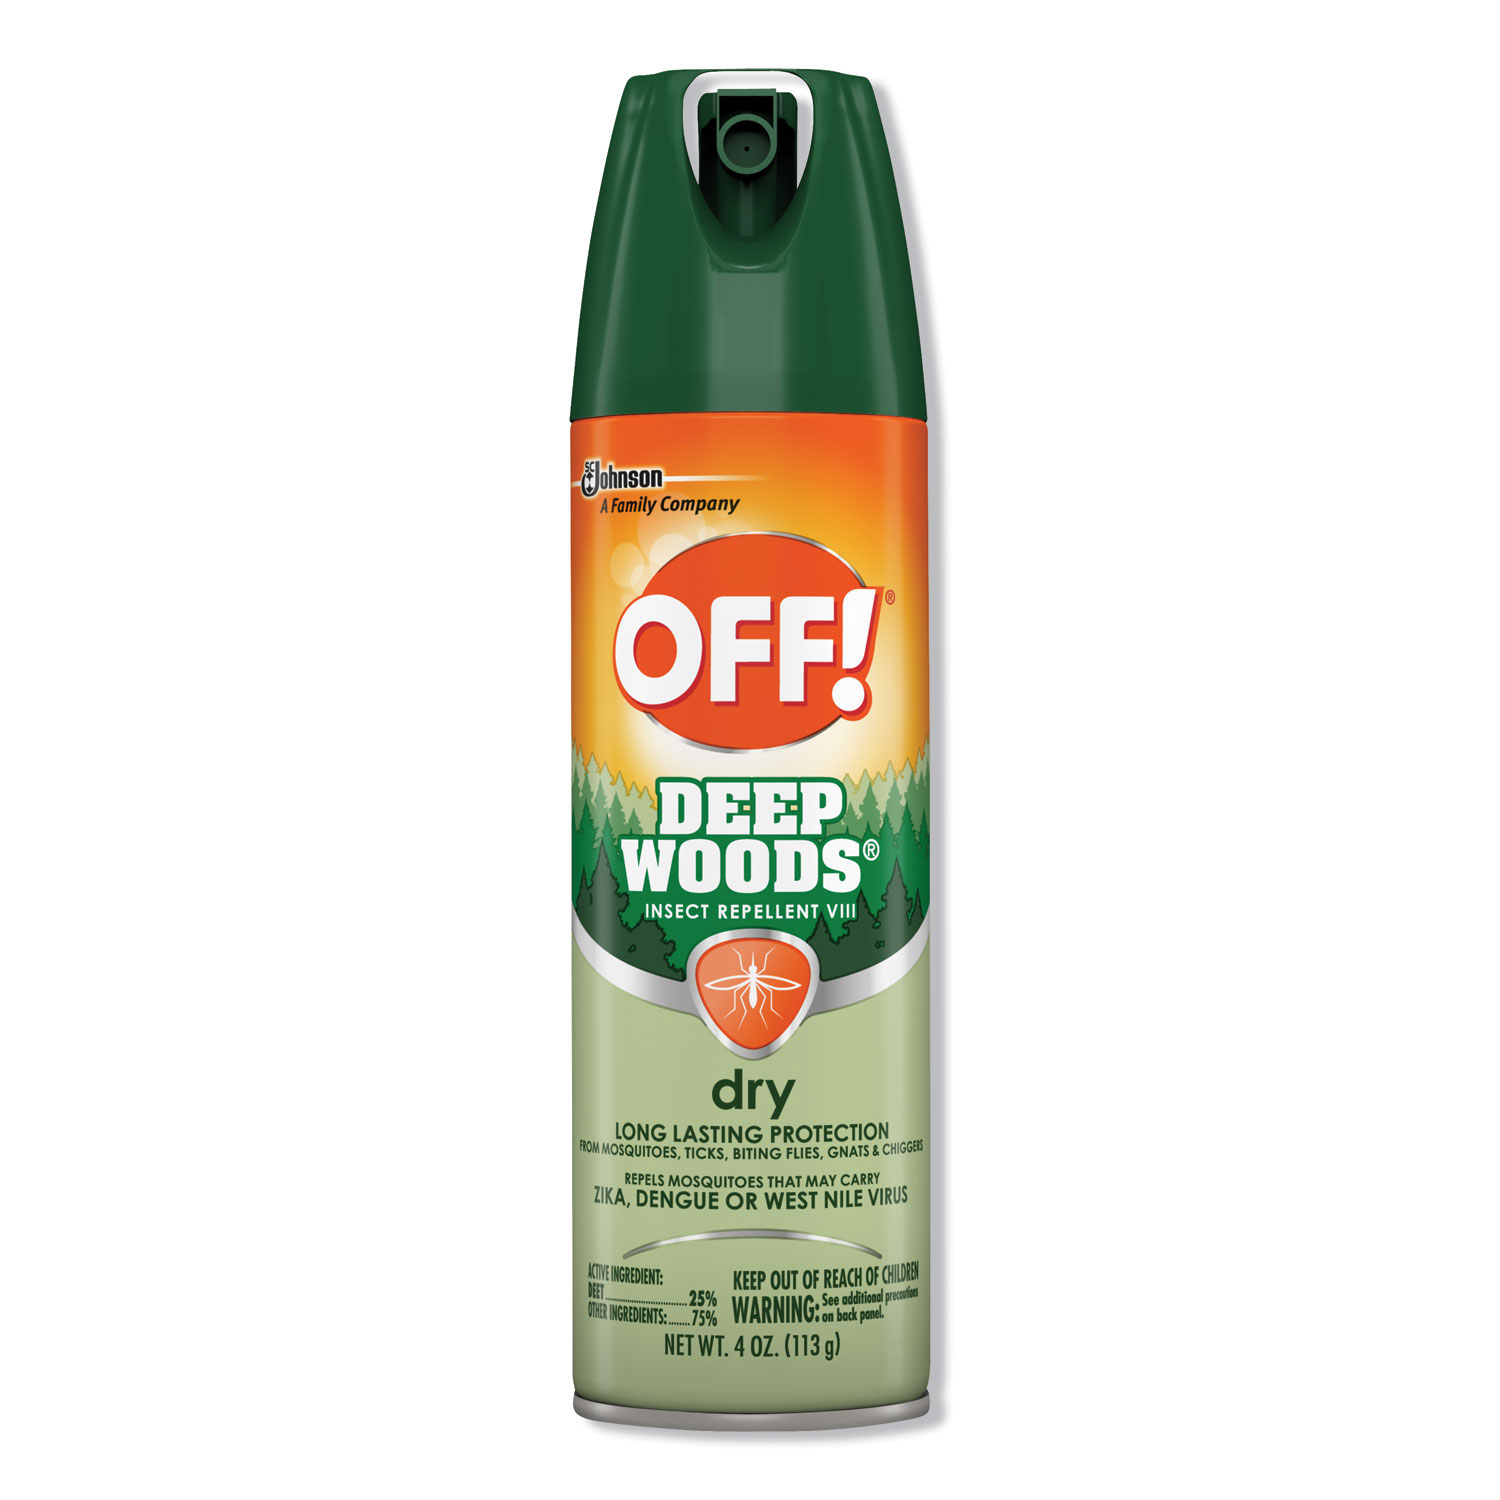 SC Johnson
A Family Company
OFF!®
DEEP
WOODS®
INSECT REPELLENT VIII
dry
LONG LASTING PROTECTION
FROM MOSQUITOES, TICKS, BITING FLIES, GNATS & CHIGGERS
REPELS MOSQUITOES THAT MAY CARRY
ZIKA, DENGUE OR WEST NILE VIRUS
ACTIVE INGREDIENT:
DEET..............................25%
OTHER INGREDIENTS:.......75%
KEEP OUT OF REACH OF CHILDREN
WARNING: See additional precautions
on back panel.
NET WT. 4 OZ. (113 g)